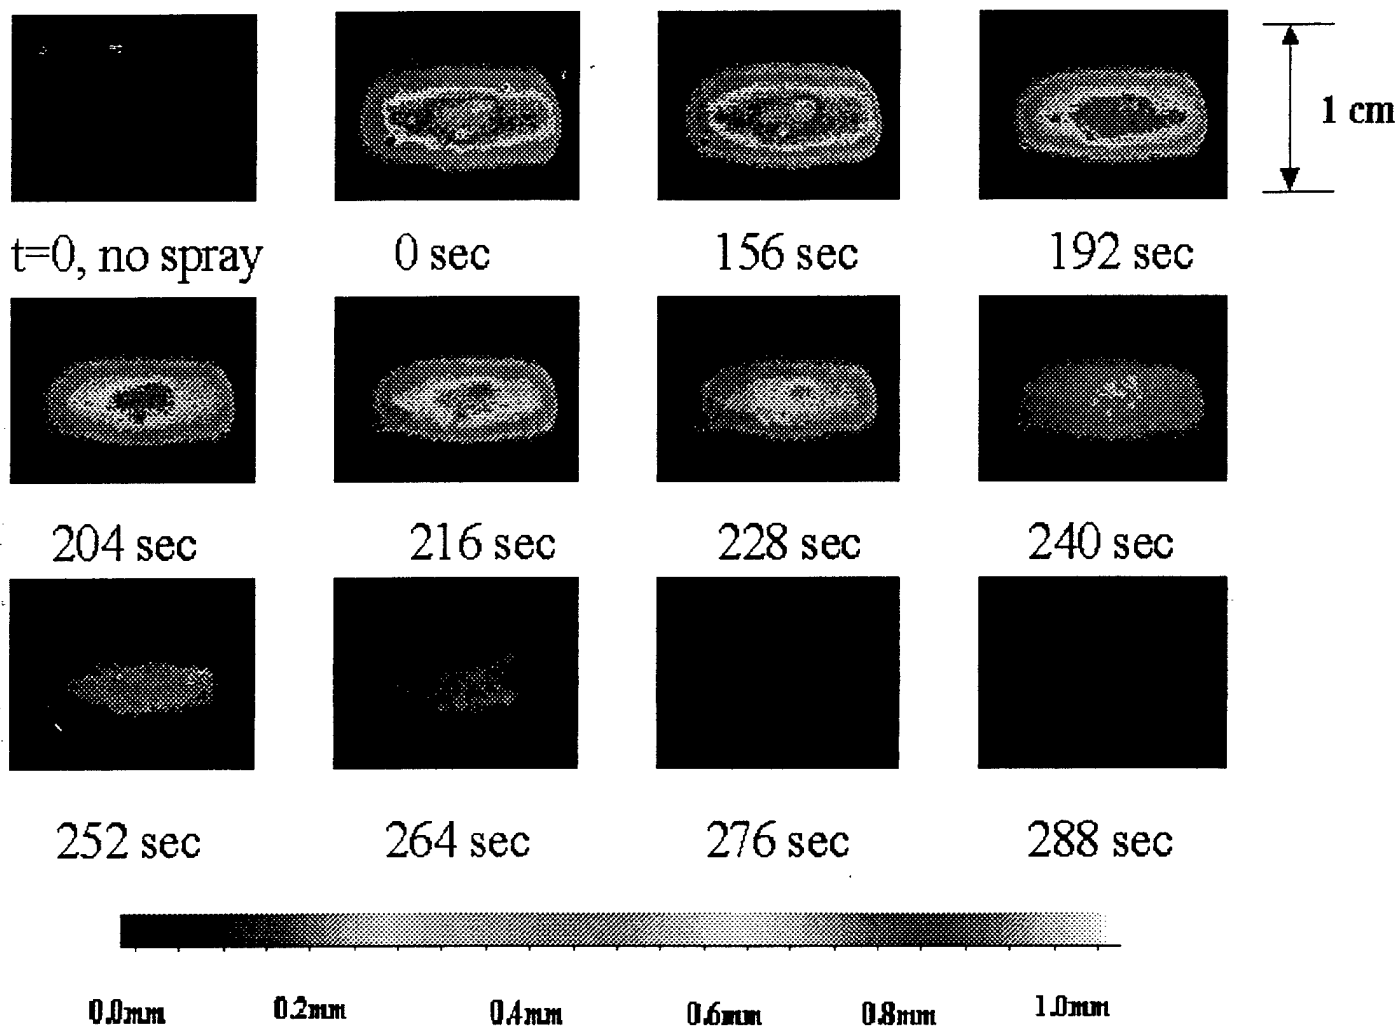 1 cm
t=0, no spray 0 sec 156 sec 192 sec
204 sec 216 sec 228 sec 240 sec
252 sec 264 sec 276 sec 288 sec
0.0mm 0.2mm 0.4mm 0.6mm 0.8mm 1.0mm